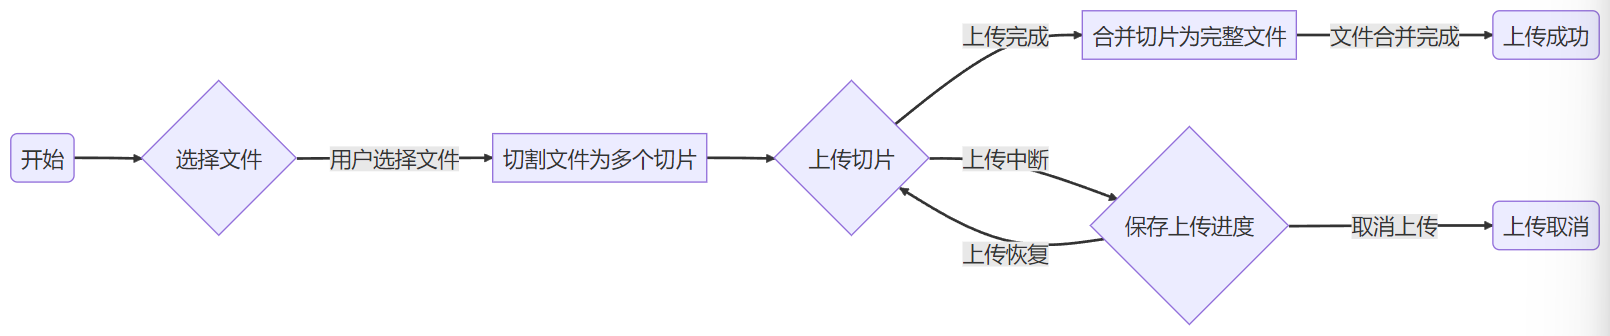 开始
选择文件
用户选择文件
切割文件为多个切片
上传切片
上传完成
合并切片为完整文件
文件合并完成
上传成功
上传中断
保存上传进度
上传恢复
取消上传
上传取消